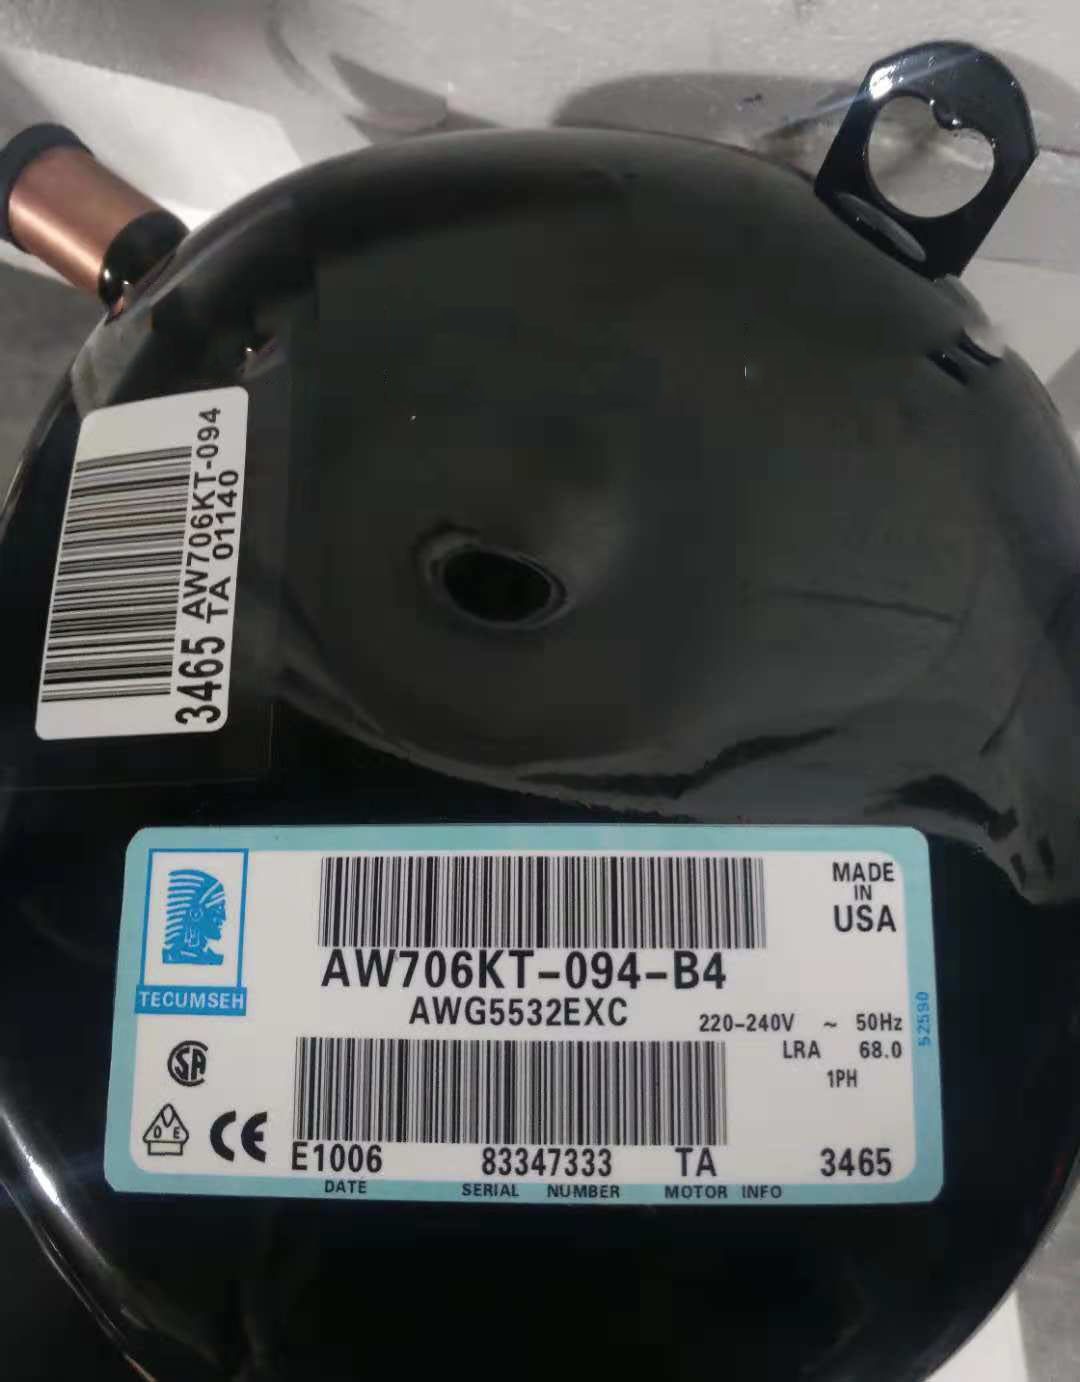 3465 AW706KT-094
TA 01140
TECUMSEH
MADE
IN
USA
AW706KT-094-B4
AWG5532EXC
220-240V ~ 50Hz
LRA 68.0
1PH
52590
SA
D V E
CE
E1006 83347333 TA 3465
DATE SERIAL NUMBER MOTOR INFO